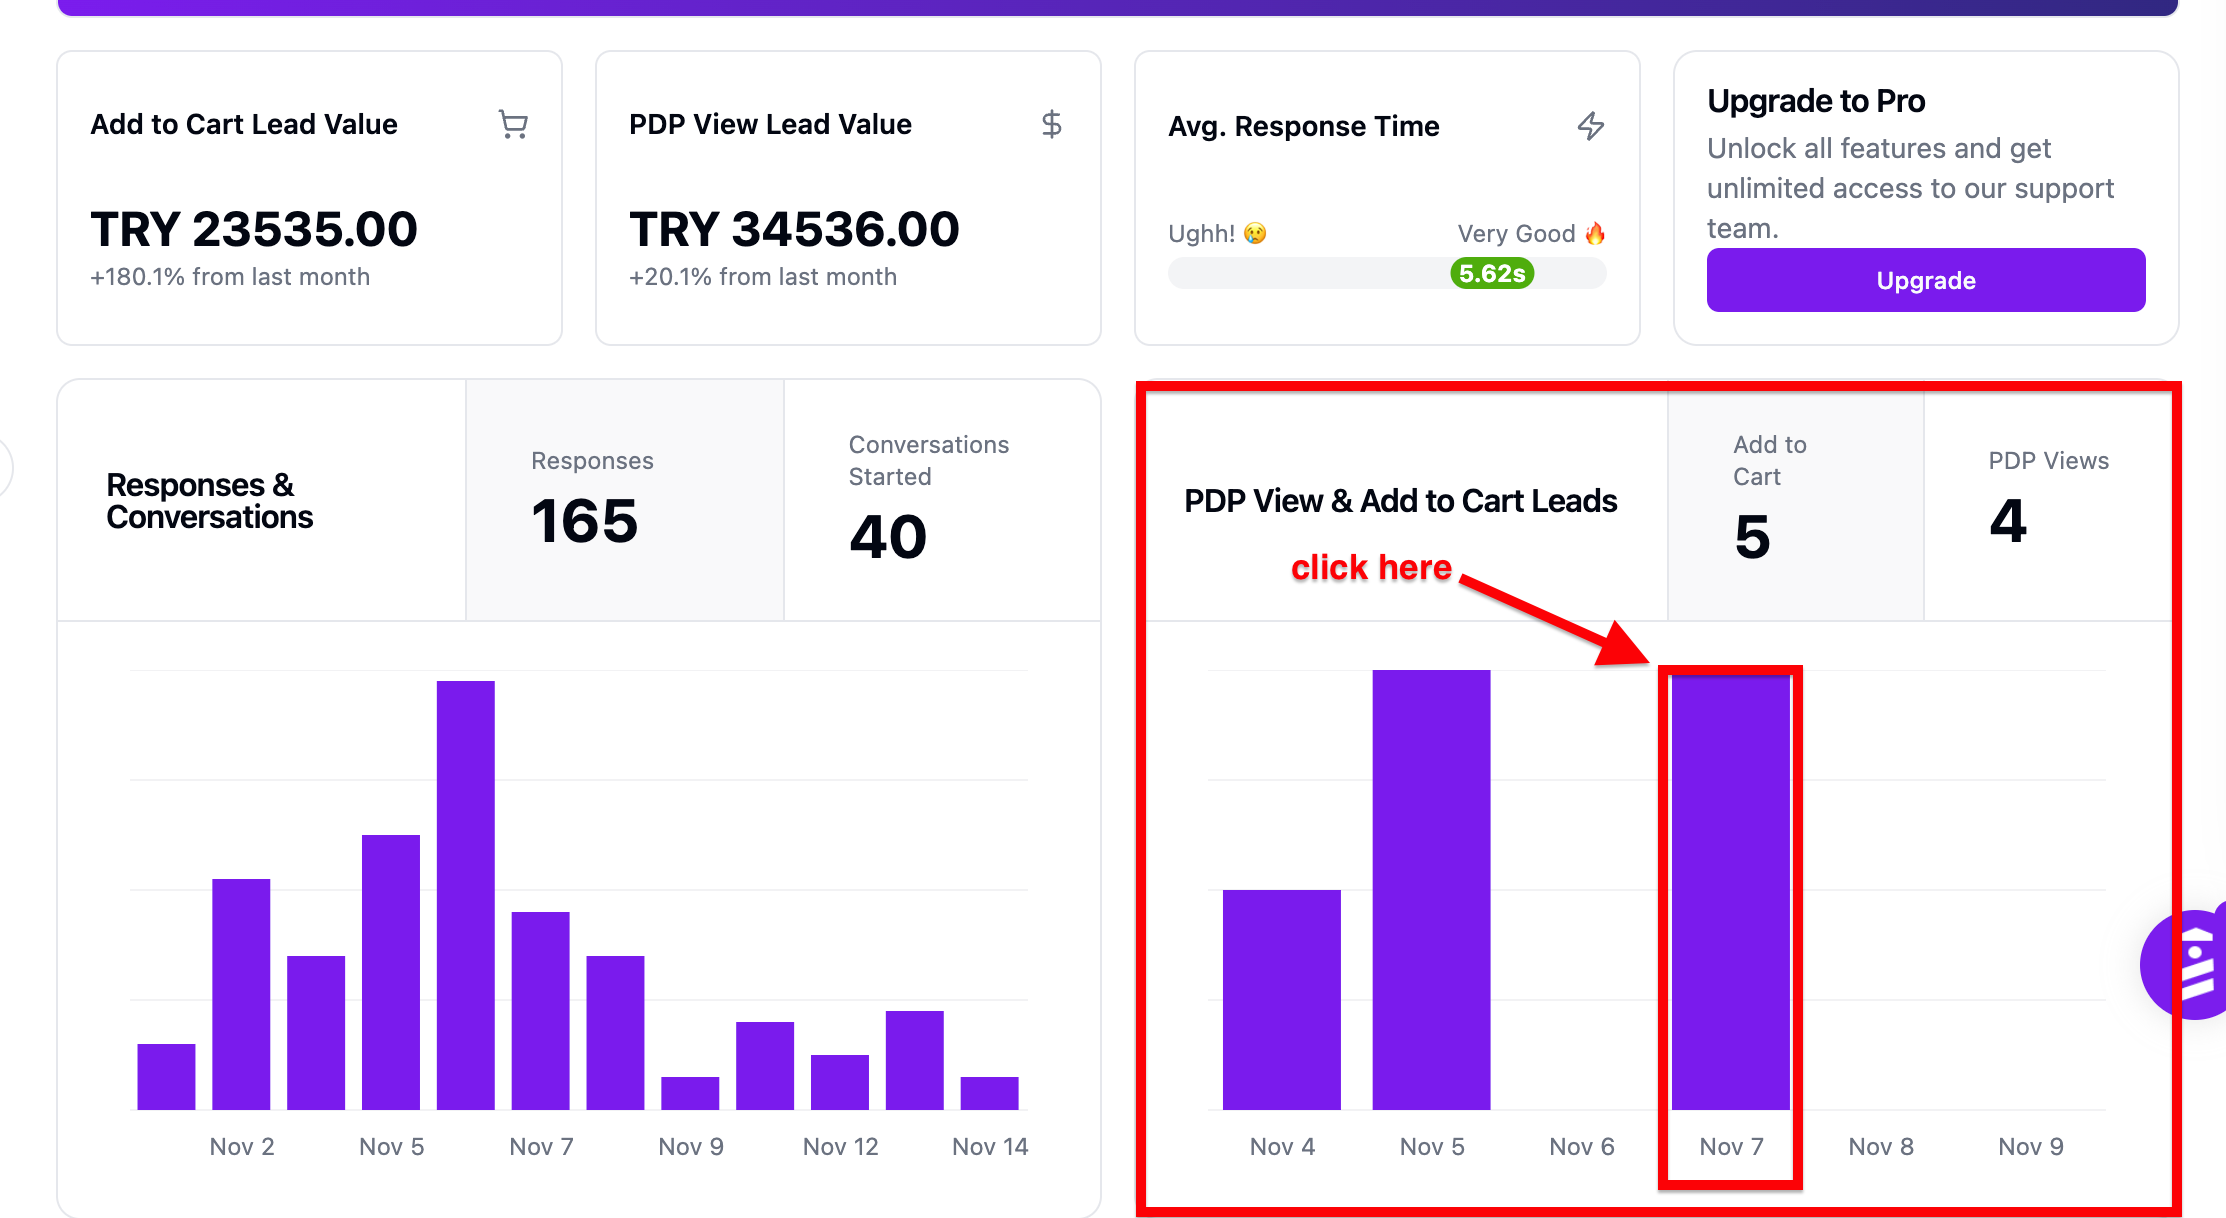 Add to Cart Lead Value
TRY 23535.00
+180.1% from last month
PDP View Lead Value
TRY 34536.00
+20.1% from last month
Avg. Response Time
Ughh! 😢
Very Good 🔥
5.62s
Upgrade to Pro
Unlock all features and get
unlimited access to our support
team.
Upgrade
Responses &
Conversations
Responses
165
Conversations
Started
40
Nov 2
Nov 5
Nov 7
Nov 9
Nov 12
Nov 14
PDP View & Add to Cart Leads
Add to
Cart
5
PDP Views
4
click here
Nov 4
Nov 5
Nov 6
Nov 7
Nov 8
Nov 9